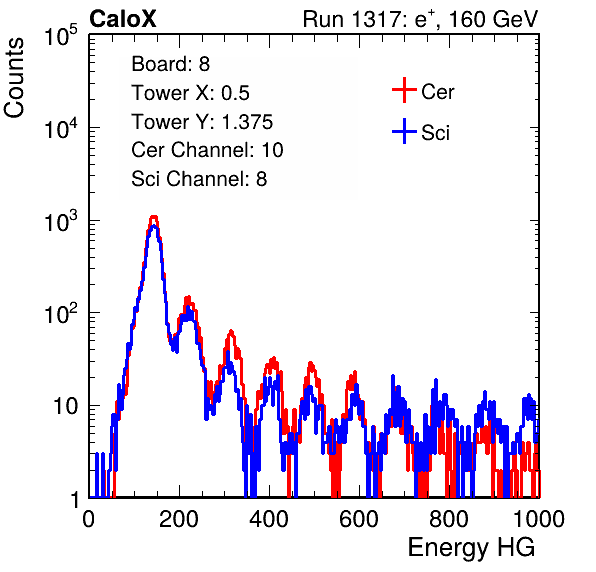 CaloX Run 1317: e⁺, 160 GeV
Counts
10⁵
10⁴
10³
10²
10
1
Board: 8
Tower X: 0.5
Tower Y: 1.375
Cer Channel: 10
Sci Channel: 8
Cer
Sci
0 200 400 600 800 1000
Energy HG